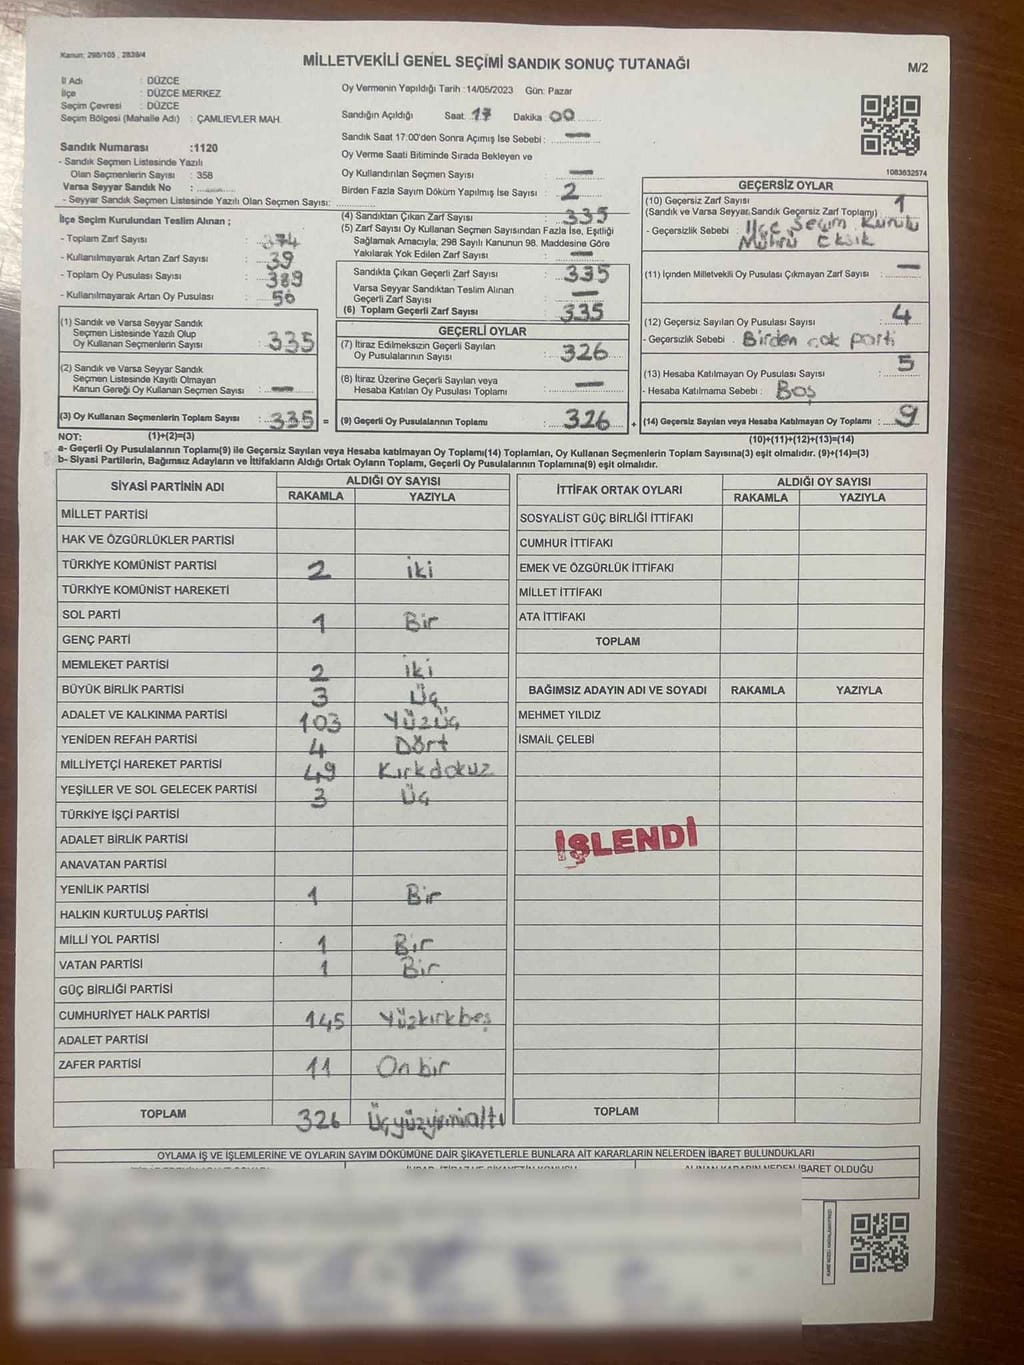 Kanun: 298/105 , 2839/4
MİLLETVEKİLİ GENEL SEÇİMİ SANDIK SONUÇ TUTANAĞI
M/2
İl Adı : DÜZCE
İlçe : DÜZCE MERKEZ
Seçim Çevresi : DÜZCE
Seçim Bölgesi (Mahalle Adı) : ÇAMLIEVLER MAH.
Sandık Numarası :1120
- Sandık Seçmen Listesinde Yazılı
Olan Seçmenlerin Sayısı : 358
Varsa Seyyar Sandık No :
- Seyyar Sandık Seçmen Listesinde Yazılı Olan Seçmen Sayısı:
Oy Vermenin Yapıldığı Tarih :14/05/2023 Gün: Pazar
Sandığın Açıldığı Saat: 17 Dakika: 00
Sandık Saat 17:00'den Sonra Açımış İse Sebebi : —
Oy Verme Saati Bitiminde Sırada Bekleyen ve
Oy Kullandırılan Seçmen Sayısı : —
Birden Fazla Sayım Döküm Yapılmış İse Sayısı : 2
1083632574
İlçe Seçim Kurulundan Teslim Alınan ;
- Toplam Zarf Sayısı : 374
- Kullanılmayarak Artan Zarf Sayısı : 39
- Toplam Oy Pusulası Sayısı : 389
- Kullanılmayarak Artan Oy Pusulası : 56
(1) Sandık ve Varsa Seyyar Sandık
Seçmen Listesinde Yazılı Olup
Oy Kullanan Seçmenlerin Sayısı : 335
(2) Sandık ve Varsa Seyyar Sandık
Seçmen Listesinde Kayıtlı Olmayan
Kanun Gereği Oy Kullanan Seçmen Sayısı : —
(3) Oy Kullanan Seçmenlerin Toplam Sayısı : 335 =
(4) Sandıktan Çıkan Zarf Sayısı : 335
(5) Zarf Sayısı Oy Kullanan Seçmen Sayısından Fazla İse, Eşitliği
Sağlamak Amacıyla, 298 Sayılı Kanunun 98. Maddesine Göre
Yakılarak Yok Edilen Zarf Sayısı : —
Sandıkta Çıkan Geçerli Zarf Sayısı : 335
Varsa Seyyar Sandıktan Teslim Alınan
Geçerli Zarf Sayısı : —
(6) Toplam Geçerli Zarf Sayısı : 335
GEÇERLİ OYLAR
(7) İtiraz Edilmeksizin Geçerli Sayılan
Oy Pusulalarının Sayısı : 326
(8) İtiraz Üzerine Geçerli Sayılan veya
Hesaba Katılan Oy Pusulası Toplamı : —
(9) Geçerli Oy Pusulalarının Toplamı : 326 +
GEÇERSİZ OYLAR
(10) Geçersiz Zarf Sayısı
(Sandık ve Varsa Seyyar Sandık Geçersiz Zarf Toplamı) : 1
- Geçersizlik Sebebi : İlçe Seçim Kurulu
Mührü Eksik
(11) İçinden Milletvekili Oy Pusulası Çıkmayan Zarf Sayısı : —
(12) Geçersiz Sayılan Oy Pusulası Sayısı : 4
- Geçersizlik Sebebi : Birden çok parti
(13) Hesaba Katılmayan Oy Pusulası Sayısı : 5
- Hesaba Katılmama Sebebi : Boş
(14) Geçersiz Sayılan veya Hesaba Katılmayan Oy Toplamı : 9
NOT: (1)+(2)=(3)
(10)+(11)+(12)+(13)=(14)
a- Geçerli Oy Pusulalarının Toplamı(9) ile Geçersiz Sayılan veya Hesaba katılmayan Oy Toplamı(14) Toplamları, Oy Kullanan Seçmenlerin Toplam Sayısına(3) eşit olmalıdır. (9)+(14)=(3)
b- Siyasi Partilerin, Bağımsız Adayların ve İttifakların Aldığı Ortak Oyların Toplamı, Geçerli Oy Pusulalarının Toplamına(9) eşit olmalıdır.
SİYASİ PARTİNİN ADI ALDIĞI OY SAYISI
RAKAMLA YAZIYLA
MİLLET PARTİSİ
HAK VE ÖZGÜRLÜKLER PARTİSİ
TÜRKİYE KOMÜNİST PARTİSİ 2 iki
TÜRKİYE KOMÜNİST HAREKETİ
SOL PARTİ 1 Bir
GENÇ PARTİ
MEMLEKET PARTİSİ 2 iki
BÜYÜK BİRLİK PARTİSİ 3 Üç
ADALET VE KALKINMA PARTİSİ 103 Yüzüç
YENİDEN REFAH PARTİSİ 4 Dört
MİLLİYETÇİ HAREKET PARTİSİ 49 Kırkdokuz
YEŞİLLER VE SOL GELECEK PARTİSİ 3 Üç
TÜRKİYE İŞÇİ PARTİSİ
ADALET BİRLİK PARTİSİ
ANAVATAN PARTİSİ
YENİLİK PARTİSİ 1 Bir
HALKIN KURTULUŞ PARTİSİ
MİLLİ YOL PARTİSİ 1 Bir
VATAN PARTİSİ 1 Bir
GÜÇ BİRLİĞİ PARTİSİ
CUMHURİYET HALK PARTİSİ 145 Yüzkırkbeş
ADALET PARTİSİ
ZAFER PARTİSİ 11 On bir
TOPLAM 326 Üçyüzyirmialtı
İTTİFAK ORTAK OYLARI ALDIĞI OY SAYISI
RAKAMLA YAZIYLA
SOSYALİST GÜÇ BİRLİĞİ İTTİFAKI
CUMHUR İTTİFAKI
EMEK VE ÖZGÜRLÜK İTTİFAKI
MİLLET İTTİFAKI
ATA İTTİFAKI
TOPLAM
BAĞIMSIZ ADAYIN ADI VE SOYADI RAKAMLA YAZIYLA
MEHMET YILDIZ
İSMAİL ÇELEBİ
İŞLENDİ
TOPLAM
OYLAMA İŞ VE İŞLEMLERİNE VE OYLARIN SAYIM DÖKÜMÜNE DAİR ŞİKAYETLERLE BUNLARA AİT KARARLARIN NELERDEN İBARET BULUNDUKLARI
ALINAN KARARIN NEDEN İBARET OLDUĞU